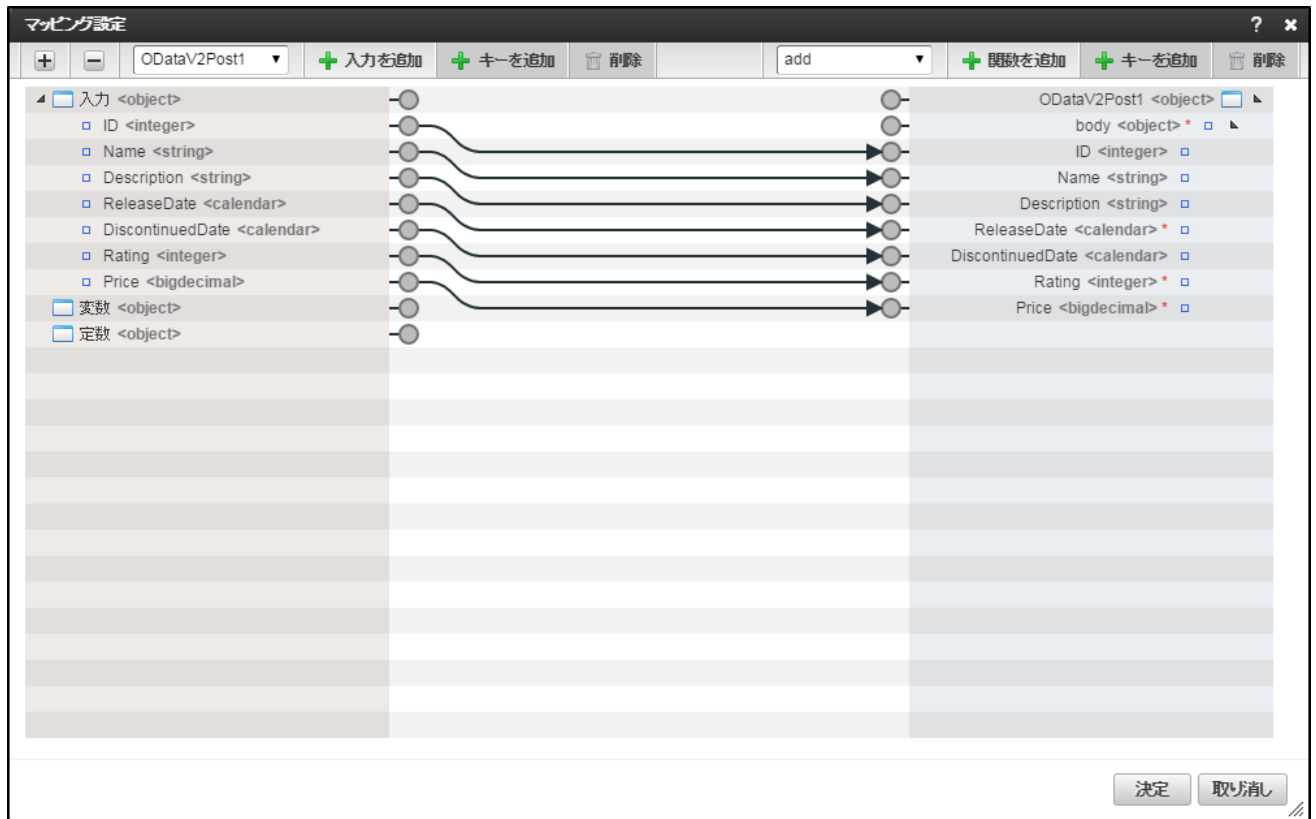 マッピング設定 ? ×
+ − ODataV2Post1 ▼ 入力を追加 キーを追加 削除 add ▼ 関数を追加 キーを追加 削除
入力 <object> ODataV2Post1 <object>
ID <integer> body <object> *
Name <string> ID <integer>
Description <string> Name <string>
ReleaseDate <calendar> Description <string>
DiscontinuedDate <calendar> ReleaseDate <calendar> *
Rating <integer> DiscontinuedDate <calendar>
Price <bigdecimal> Rating <integer> *
変数 <object> Price <bigdecimal> *
定数 <object>
決定 取り消し